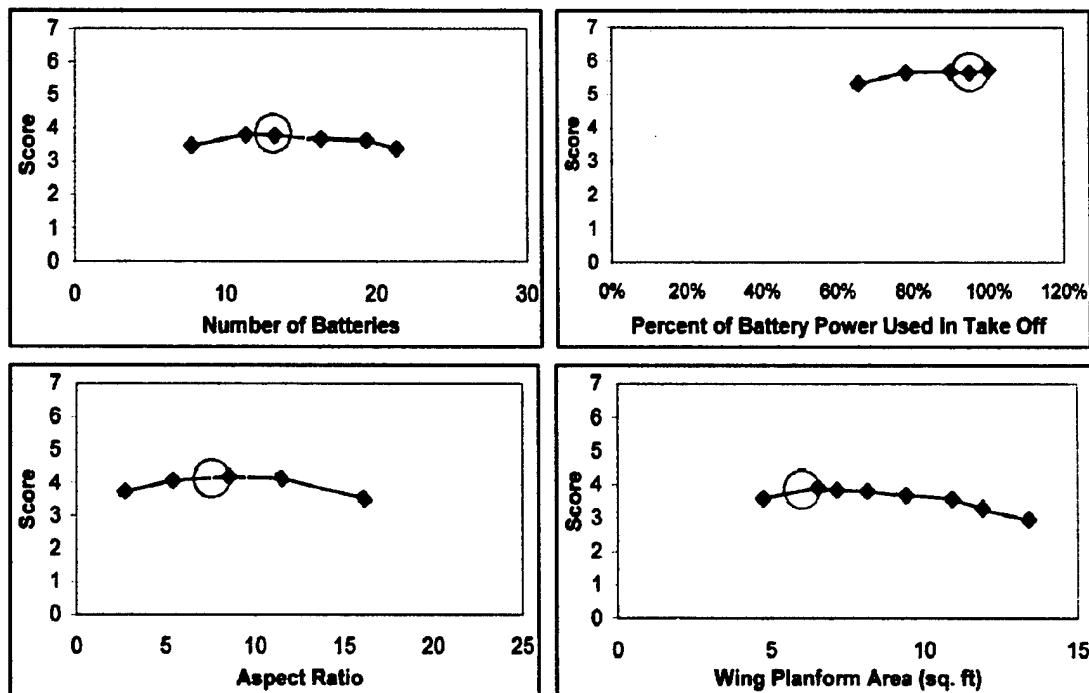 7
6
5
4
3
2
1
0
Score
0 10 20 30
Number of Batteries
7
6
5
4
3
2
1
0
Score
0% 20% 40% 60% 80% 100% 120%
Percent of Battery Power Used In Take Off
7
6
5
4
3
2
1
0
Score
0 5 10 15 20 25
Aspect Ratio
7
6
5
4
3
2
1
0
Score
0 5 10 15
Wing Planform Area (sq. ft)